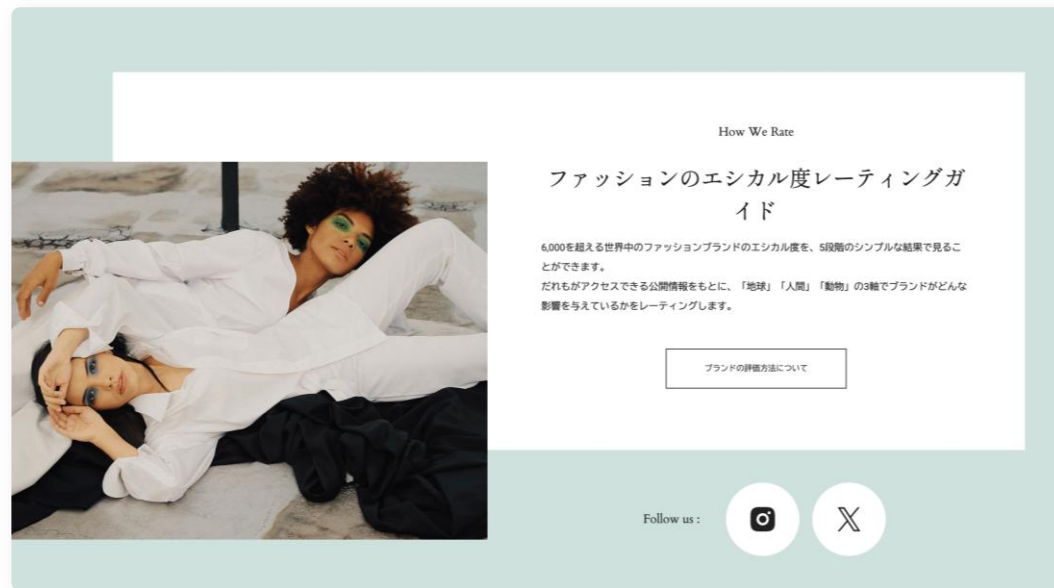 How We Rate
ファッションのエシカル度レーティングガ
イド
6,000を超える世界中のファッションブランドのエシカル度を、5段階のシンプルな結果で見るこ
とができます。
だれもがアクセスできる公開情報をもとに、「地球」「人間」「動物」の3軸でブランドがどんな
影響を与えているかをレーティングします。
ブランドの評価方法について
Follow us :